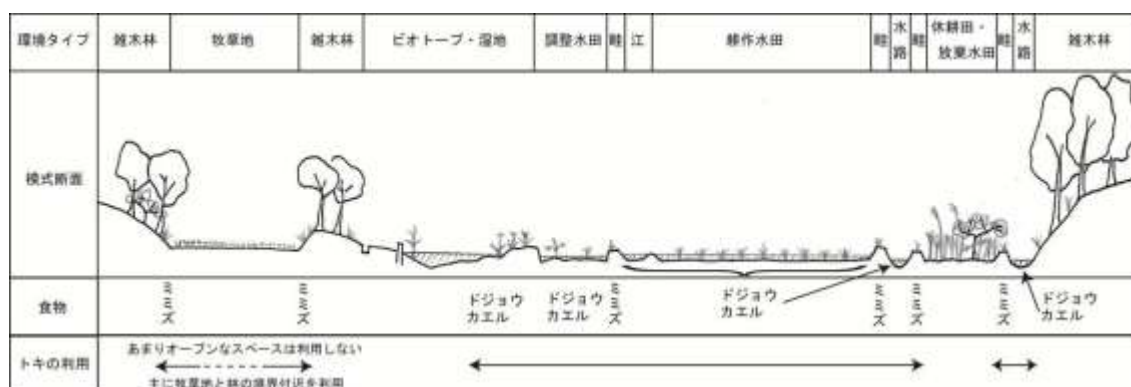 環境タイプ
雑木林
牧草地
雑木林
ビオトープ・湿地
調整水田
畦
江
耕作水田
畦
水路
畦
休耕田・
放棄水田
畦
水路
雑木林
模式断面
食物
ミミズ
ミミズ
ドジョウ
カエル
ドジョウ
カエル
ミミズ
ドジョウ
カエル
ミミズ
ミミズ
ミミズ
ドジョウ
カエル
トキの利用
あまりオープンなスペースは利用しない
主に牧草地と林の境界付近を利用